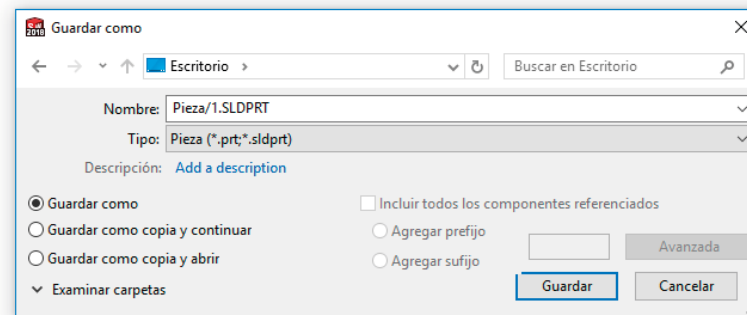 SW 2018 Guardar como
Escritorio
Buscar en Escritorio
Nombre: Pieza/1.SLDPRT
Tipo: Pieza (*.prt;*.sldprt)
Descripción: Add a description
Guardar como
Incluir todos los componentes referenciados
Guardar como copia y continuar
Agregar prefijo
Avanzada
Guardar como copia y abrir
Agregar sufijo
Examinar carpetas
Guardar
Cancelar